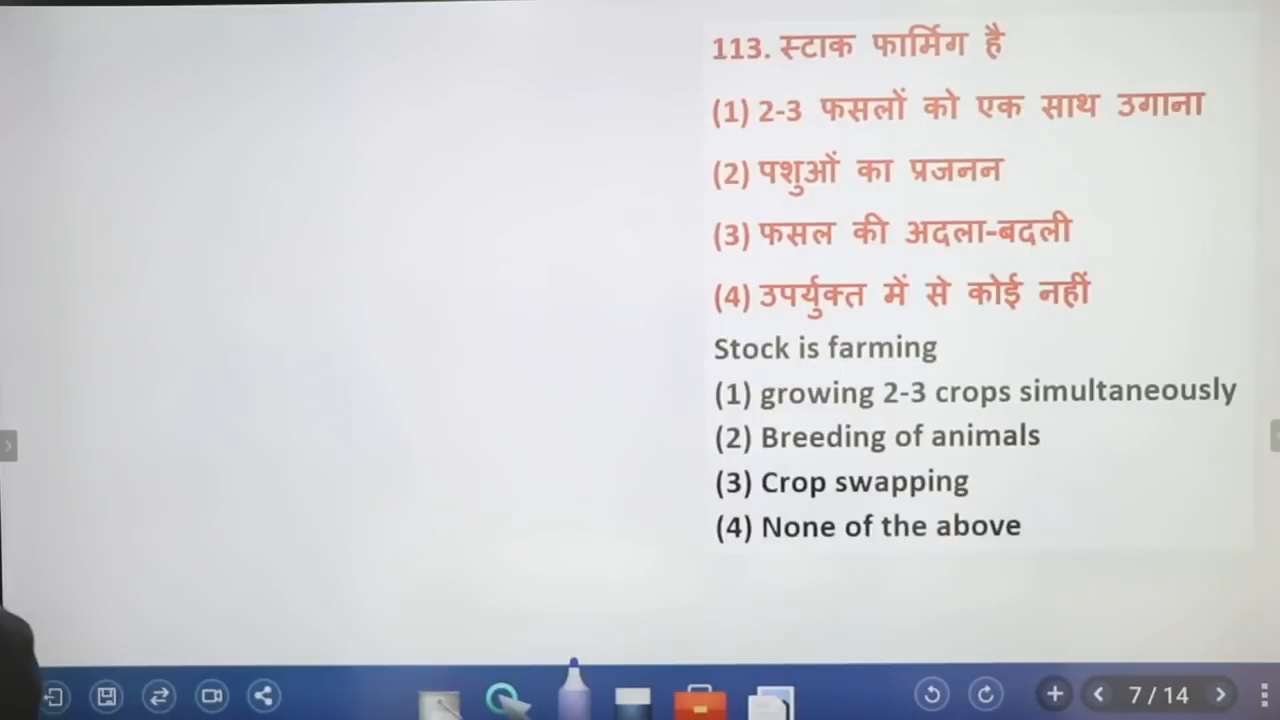 113. स्टाक फार्मिग है
(1) 2-3 फसलों को एक साथ उगाना
(2) पशुओं का प्रजनन
(3) फसल की अदला-बदली
(4) उपर्युक्त में से कोई नहीं
Stock is farming
(1) growing 2-3 crops simultaneously
(2) Breeding of animals
(3) Crop swapping
(4) None of the above
7 / 14